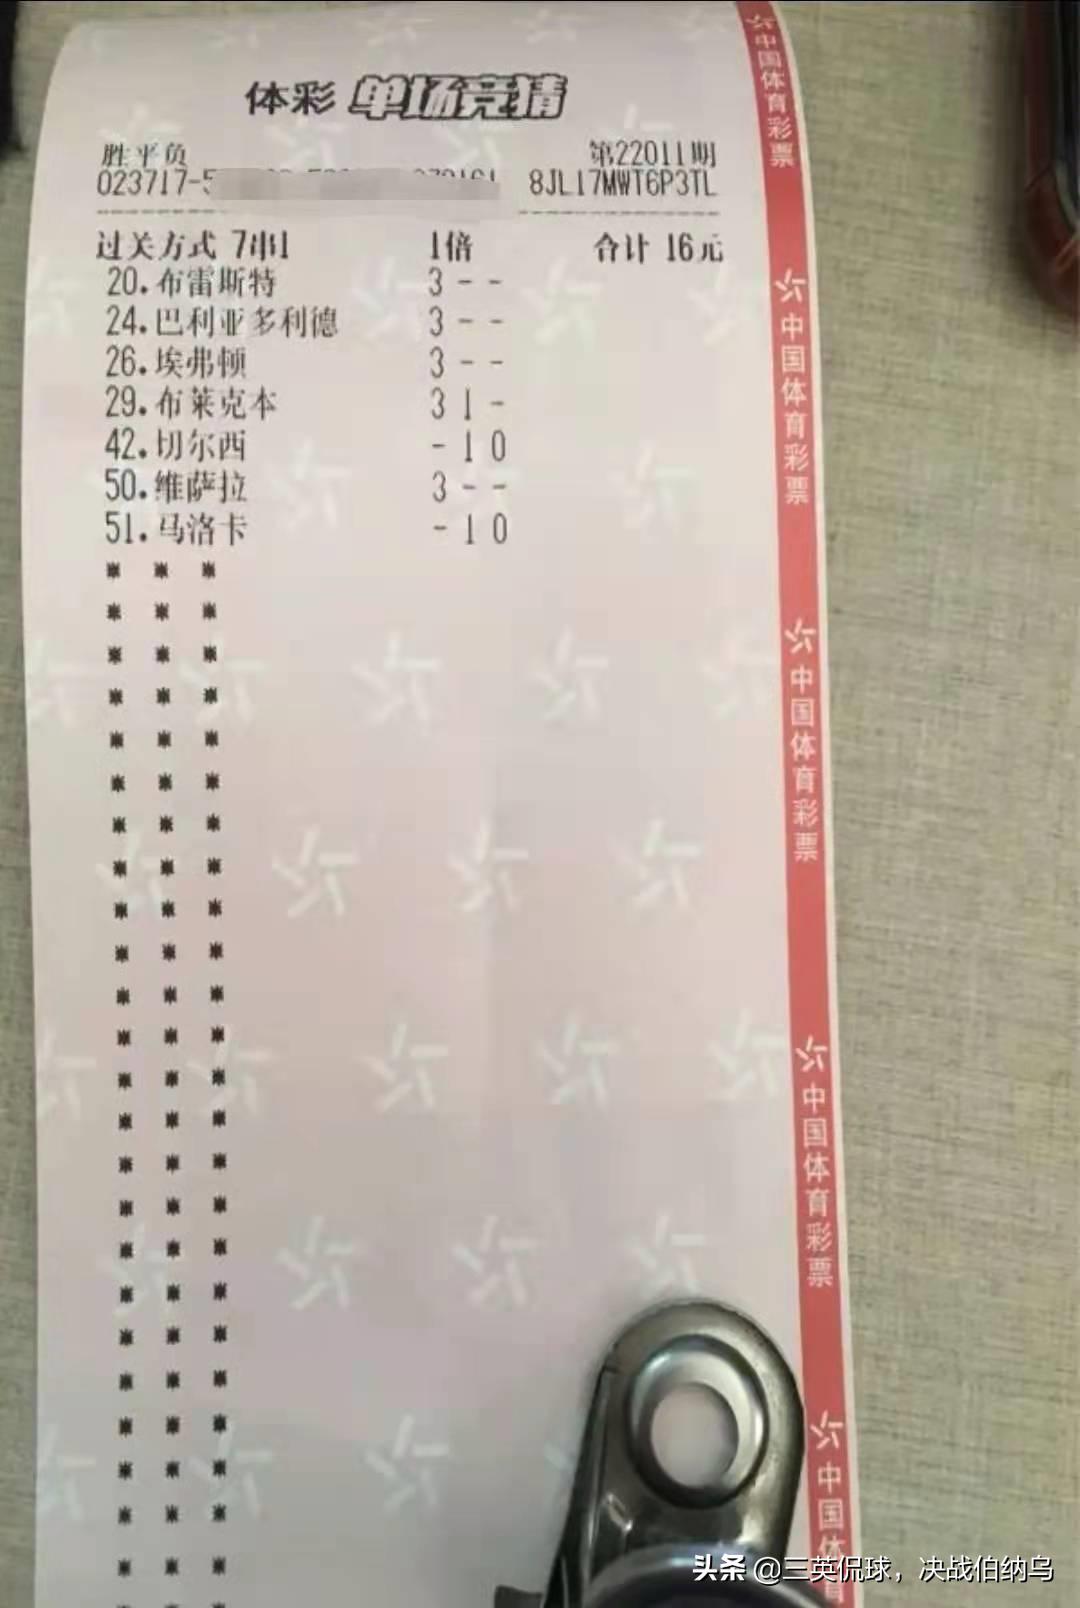 体彩 单场竞猜
胜平负 第22011期
023717-5 8JL17MWT6P3TL
过关方式 7串1 1倍 合计 16元
20.布雷斯特 3 - -
24.巴利亚多利德 3 - -
26.埃弗顿 3 - -
29.布莱克本 3 1 -
42.切尔西 - 1 0
50.维萨拉 3 - -
51.马洛卡 - 1 0
中国体育彩票
中国体育彩票
中国体育彩票
中国体育彩票
中国体育
头条 @三英侃球，决战伯纳乌